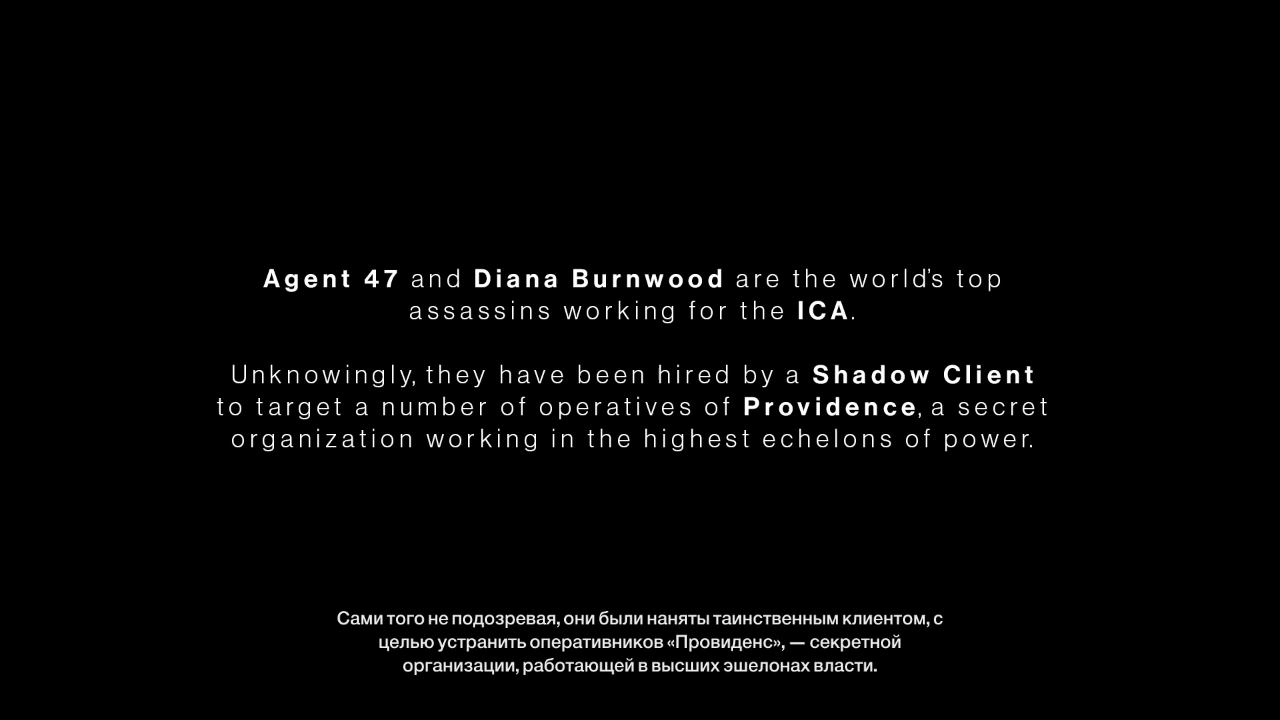 Agent 47 and Diana Burnwood are the world's top
assassins working for the ICA.
Unknowingly, they have been hired by a Shadow Client
to target a number of operatives of Providence, a secret
organization working in the highest echelons of power.
Сами того не подозревая, они были наняты таинственным клиентом, с
целью устранить оперативников «Провиденс», — секретной
организации, работающей в высших эшелонах власти.